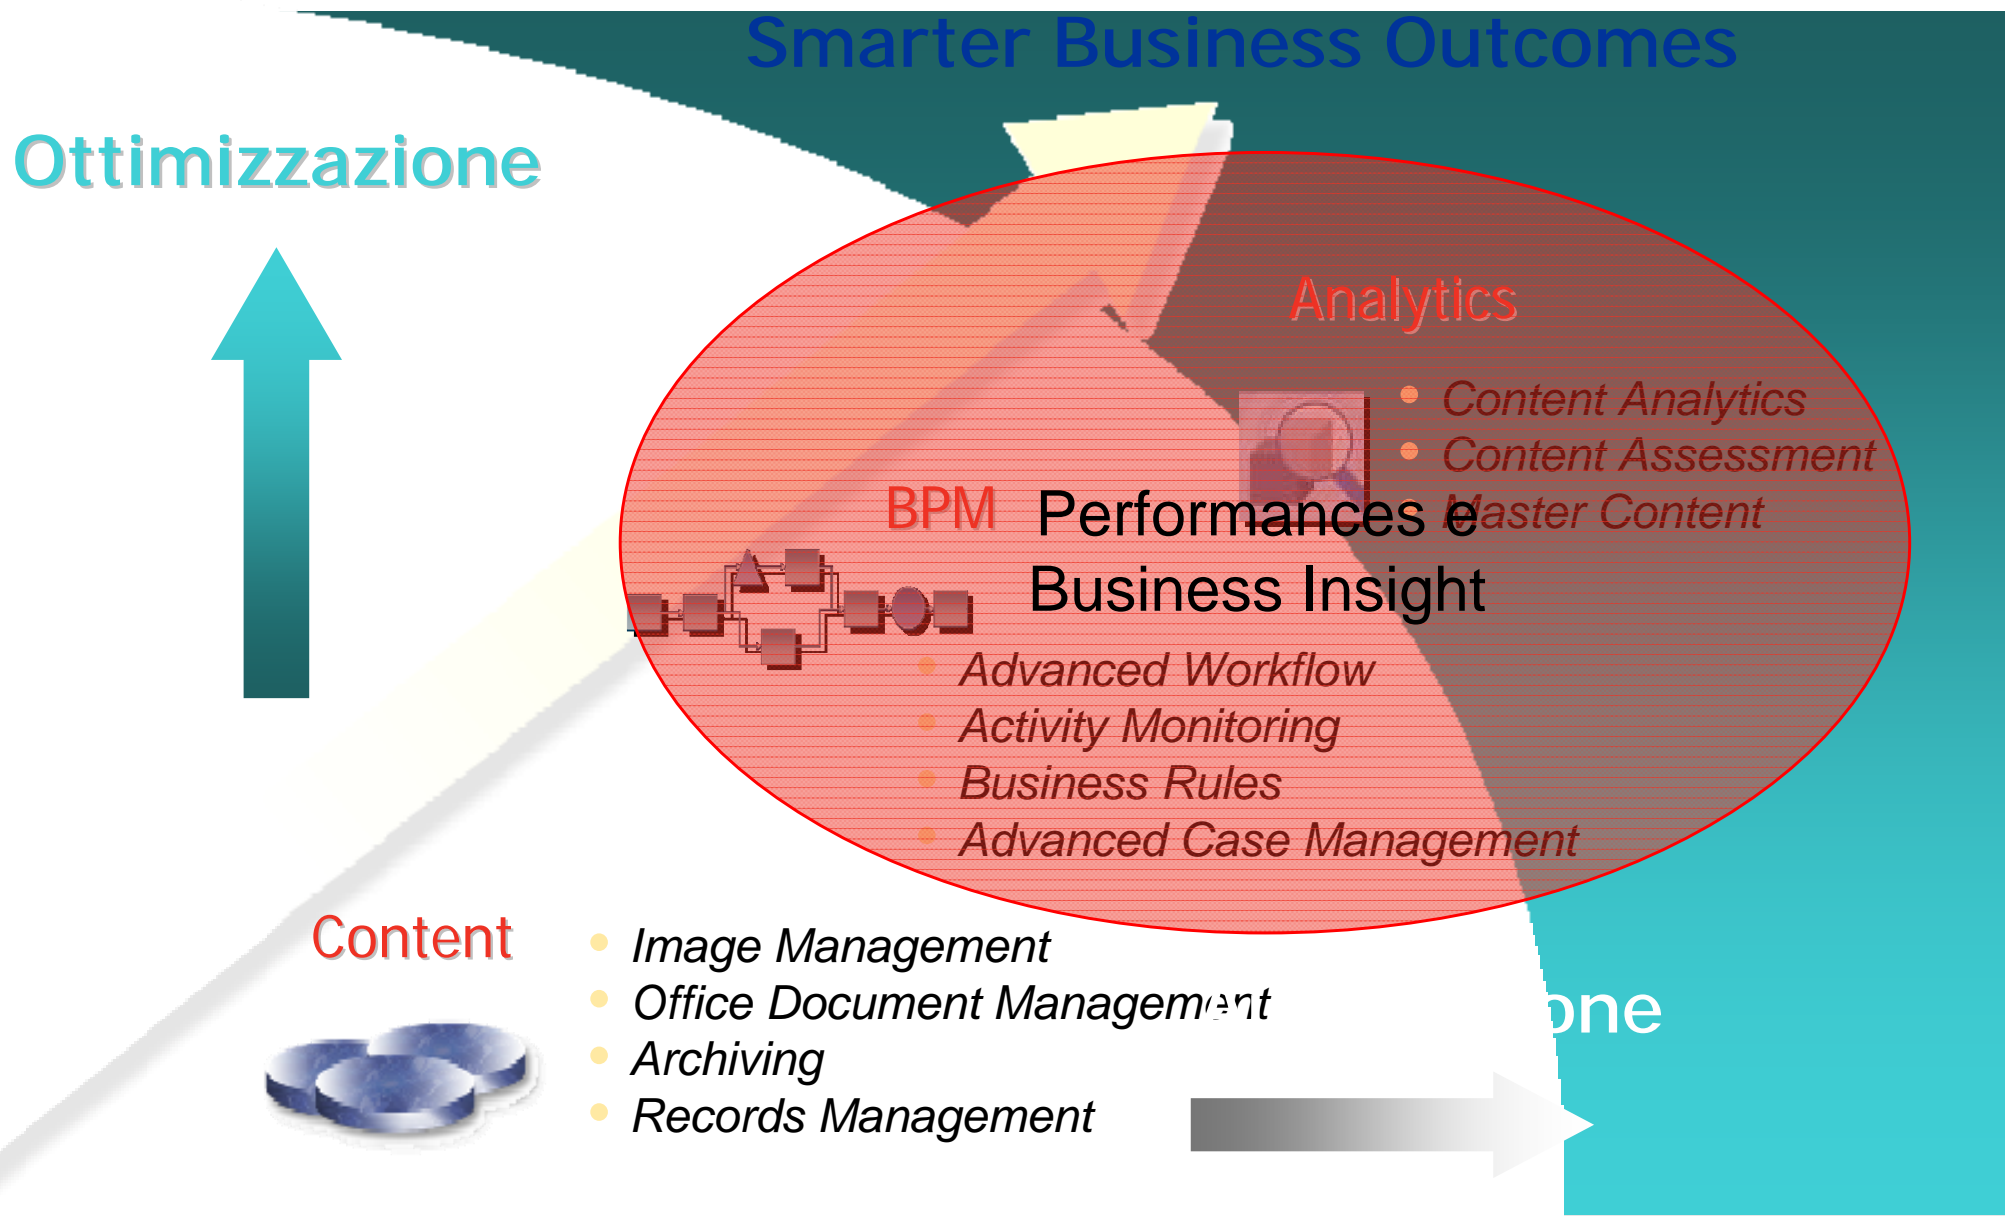 Smarter Business Outcomes
Ottimizzazione
Analytics
• Content Analytics
• Content Assessment
• Master Content
BPM
Performances e
Business Insight
• Advanced Workflow
• Activity Monitoring
• Business Rules
• Advanced Case Management
Content
• Image Management
• Office Document Management
• Archiving
• Records Management